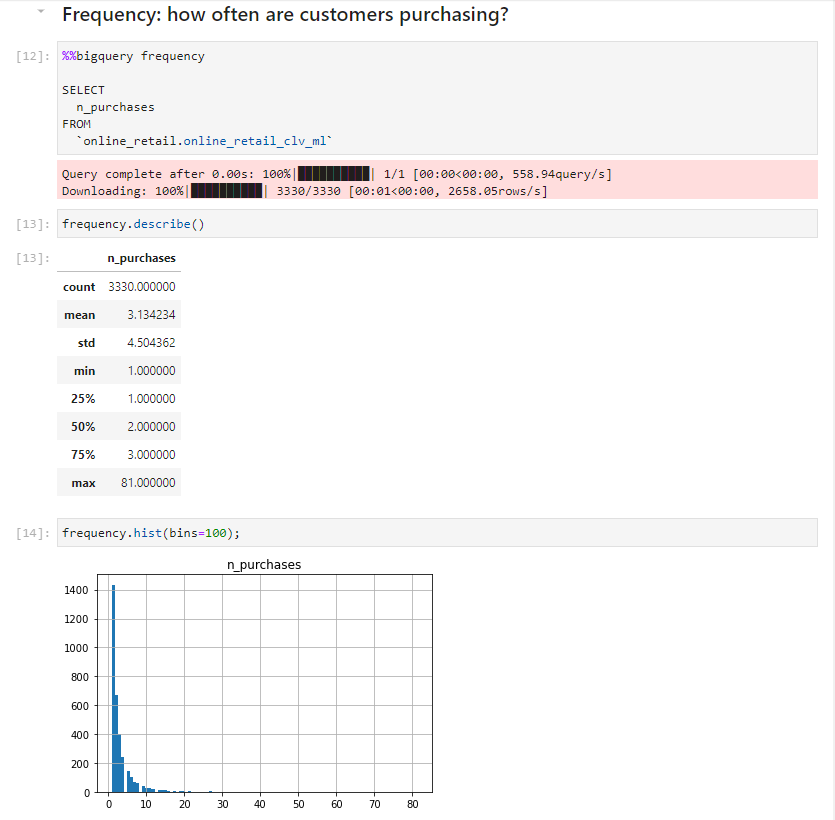 Frequency: how often are customers purchasing?
[12]:
%%bigquery frequency
SELECT
n_purchases
FROM
`online_retail.online_retail_clv_ml`
Query complete after 0.00s: 100%|██████████| 1/1 [00:00<00:00, 558.94query/s]
Downloading: 100%|██████████| 3330/3330 [00:01<00:00, 2658.05rows/s]
[13]:
frequency.describe()
[13]:
n_purchases
count 3330.000000
mean 3.134234
std 4.504362
min 1.000000
25% 1.000000
50% 2.000000
75% 3.000000
max 81.000000
[14]:
frequency.hist(bins=100);
n_purchases
1400
1200
1000
800
600
400
200
0
0 10 20 30 40 50 60 70 80